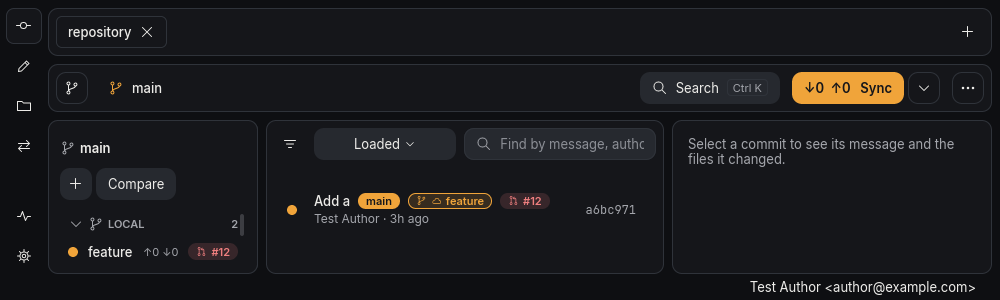 repository
main
Search Ctrl K
↓0 ↑0 Sync
main
Compare
LOCAL 2
feature ↑0 ↓0 #12
Loaded
Find by message, autho
Add a main feature #12
Test Author · 3h ago
a6bc971
Select a commit to see its message and the
files it changed.
Test Author <author@example.com>